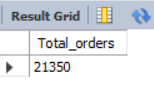 Result Grid
Total_orders
21350